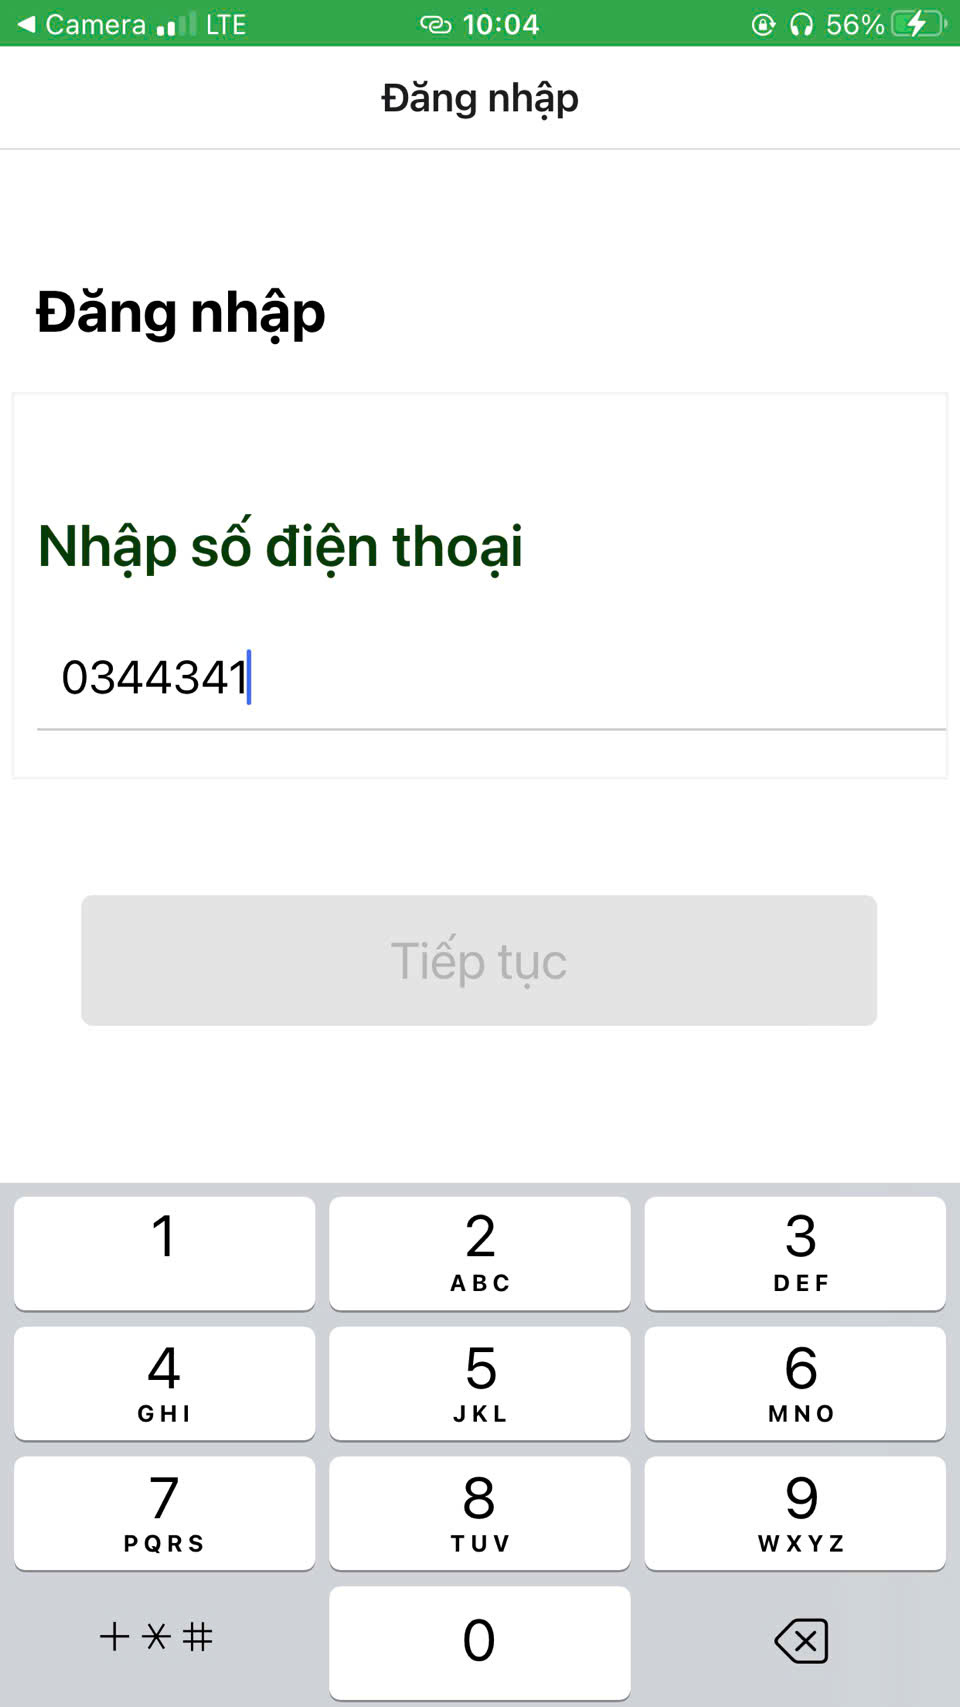 Camera LTE 10:04 56%
Đăng nhập
Đăng nhập
Nhập số điện thoại
0344341
Tiếp tục
1 2 3
ABC DEF
4 5 6
GHI JKL MNO
7 8 9
PQRS TUV WXYZ
+*# 0